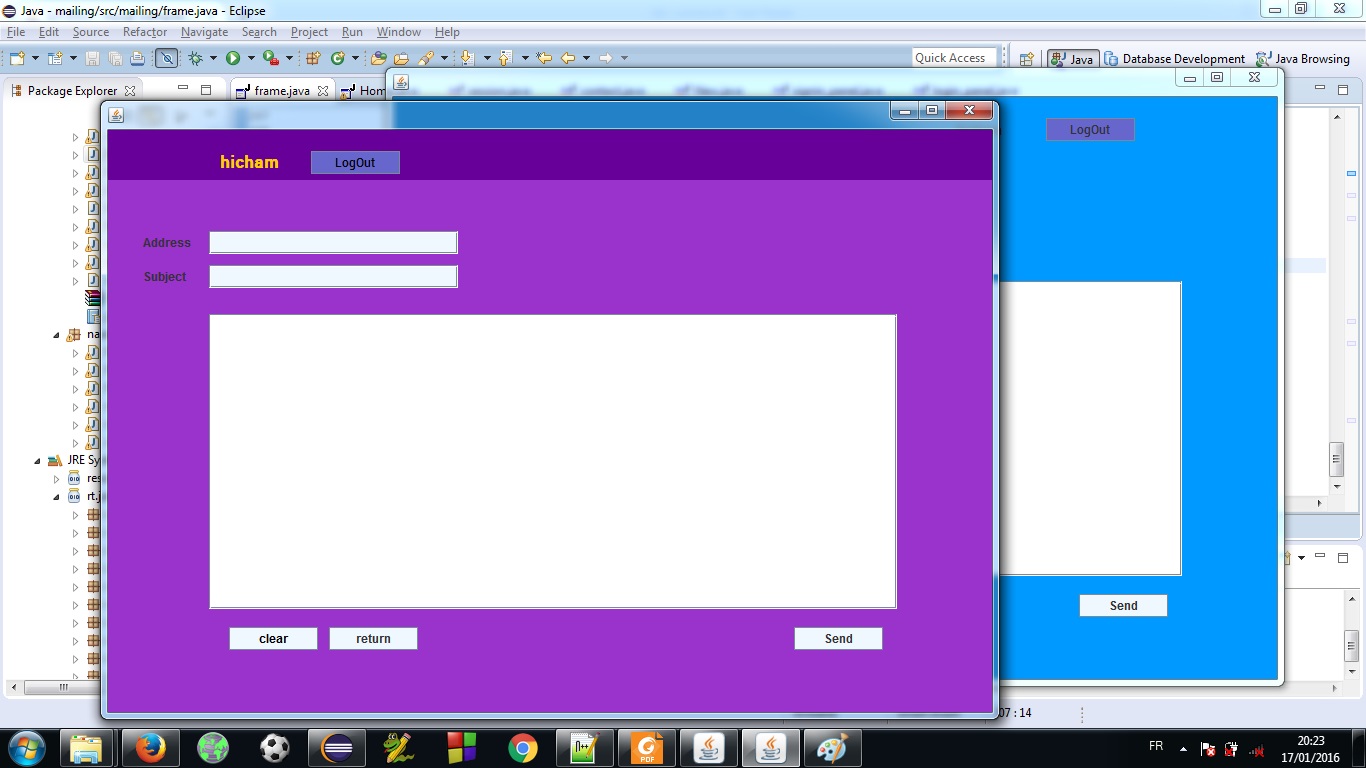 Java - mailing/src/mailing/frame.java - Eclipse
File Edit Source Refactor Navigate Search Project Run Window Help
Quick Access Java Database Development Java Browsing
Package Explorer frame.java Hom
hicham LogOut
LogOut
Address
Subject
na
JRE Sy
res
rt.j
clear return Send
Send
07 : 14
FR 20:23
17/01/2016